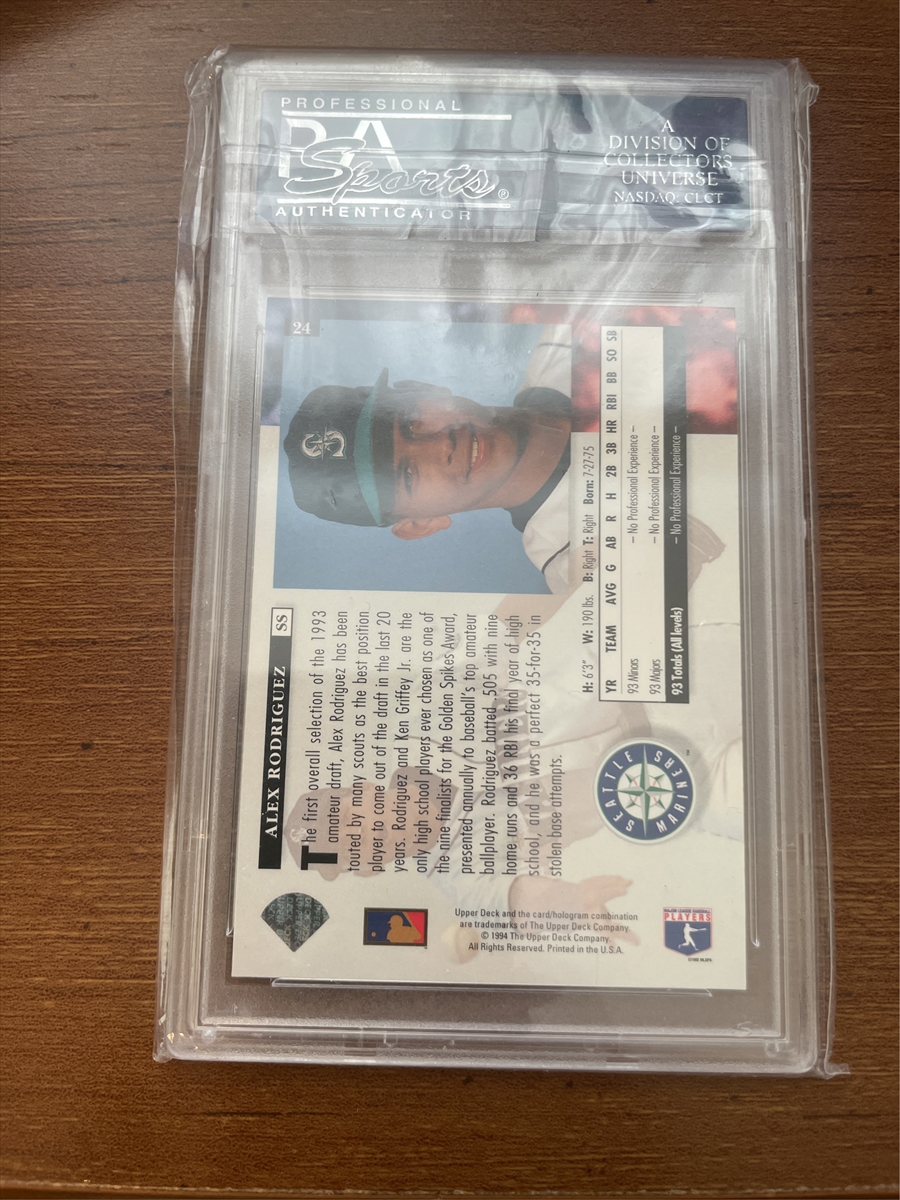 PROFESSIONAL
Sports®
AUTHENTICATOR
A
DIVISION OF
COLLECTORS
UNIVERSE
NASDAQ: CLCT
24
ALEX RODRIGUEZ SS
The first overall selection of the 1993
amateur draft, Alex Rodriguez has been
touted by many scouts as the best position
player to come out of the draft in the last 20
years. Rodriguez and Ken Griffey Jr. are the
only high school players ever chosen as one of
the nine finalists for the Golden Spikes Award,
presented annually to baseball's top amateur
ballplayer. Rodriguez batted .505 with nine
home runs and 36 RBI his final year of high
school, and he was a perfect 35-for-35 in
stolen base attempts.
H: 6'3" W: 190 lbs. B: Right T: Right Born: 7-27-75
YR TEAM AVG G AB R H 2B 3B HR RBI BB SO SB
93 Minors – No Professional Experience –
93 Majors – No Professional Experience –
93 Totals (All levels) – No Professional Experience –
SEATTLE
MARINERS
Upper Deck and the card/hologram combination
are trademarks of The Upper Deck Company.
© 1994 The Upper Deck Company.
All Rights Reserved. Printed in the U.S.A.
MAJOR LEAGUE BASEBALL
PLAYERS